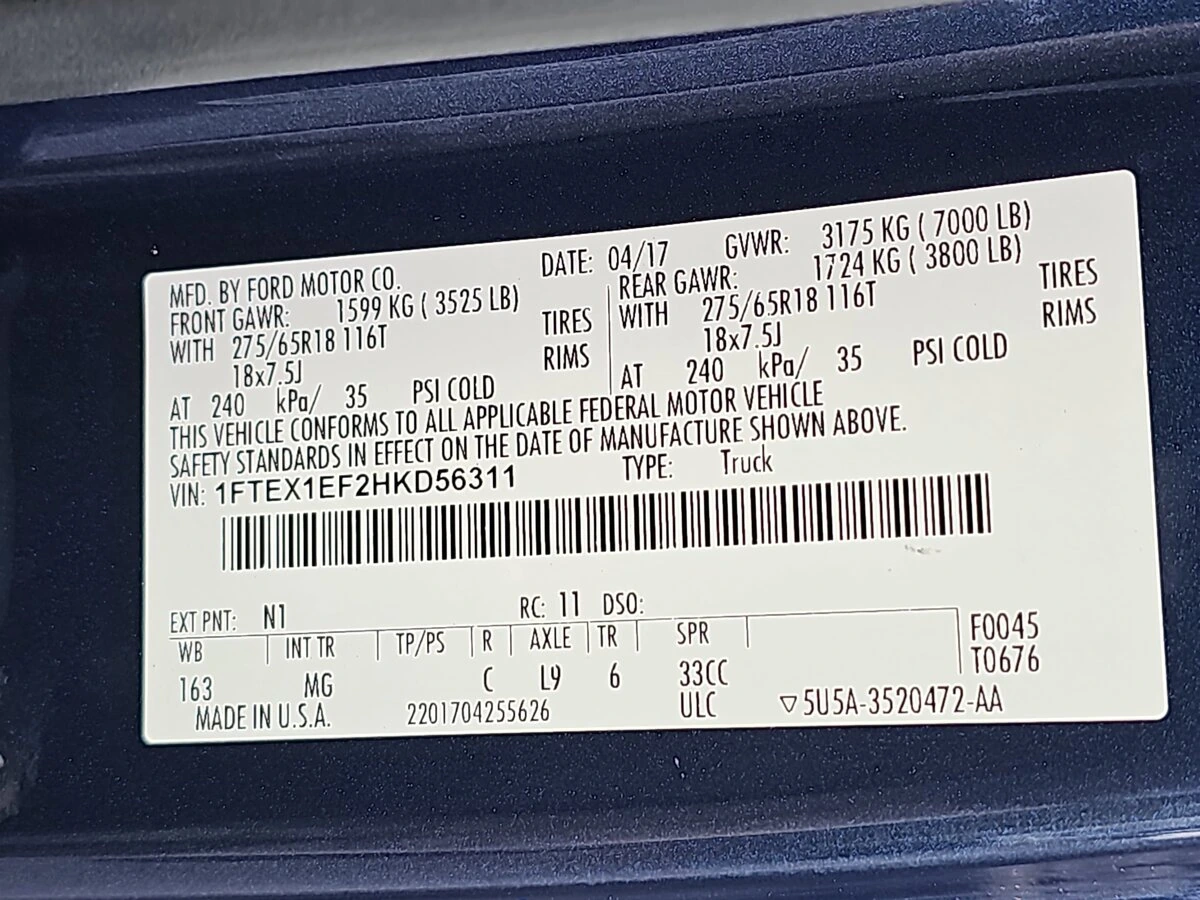 MFD. BY FORD MOTOR CO. DATE: 04/17 GVWR: 3175 KG ( 7000 LB)
FRONT GAWR: 1599 KG ( 3525 LB) REAR GAWR: 1724 KG ( 3800 LB)
WITH 275/65R18 116T TIRES WITH 275/65R18 116T TIRES
18x7.5J RIMS 18x7.5J RIMS
AT 240 kPa/ 35 PSI COLD AT 240 kPa/ 35 PSI COLD
THIS VEHICLE CONFORMS TO ALL APPLICABLE FEDERAL MOTOR VEHICLE
SAFETY STANDARDS IN EFFECT ON THE DATE OF MANUFACTURE SHOWN ABOVE.
VIN: 1FTEX1EF2HKD56311 TYPE: Truck
EXT PNT: N1 RC: 11 DSO:
WB INT TR TP/PS R AXLE TR SPR F0045
163 MG C L9 6 33CC T0676
MADE IN U.S.A. 2201704255626 ULC ▽5U5A-3520472-AA